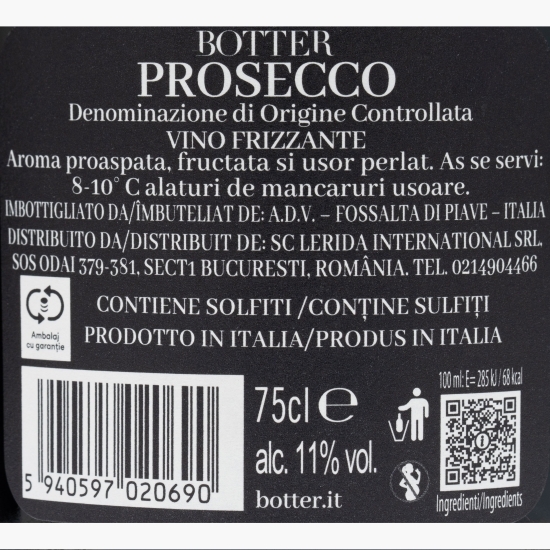 BOTTER
PROSECCO
Denominazione di Origine Controllata
VINO FRIZZANTE
Aroma proaspata, fructata si usor perlat. As se servi:
8-10° C alaturi de mancaruri usoare.
IMBOTTIGLIATO DA/ÎMBUTELIAT DE: A.D.V. – FOSSALTA DI PIAVE – ITALIA
DISTRIBUITO DA/DISTRIBUIT DE: SC LERIDA INTERNATIONAL SRL,
SOS ODAI 379-381, SECT1 BUCURESTI, ROMÂNIA. TEL. 0214904466
CONTIENE SOLFITI /CONȚINE SULFIȚI
PRODOTTO IN ITALIA/PRODUS IN ITALIA
Ambalaj
cu garanție
100 ml: E= 285 kJ / 68 kcal
75cl e
alc. 11% vol.
botter.it
5 940597 020690
Ingredienti/Ingredients